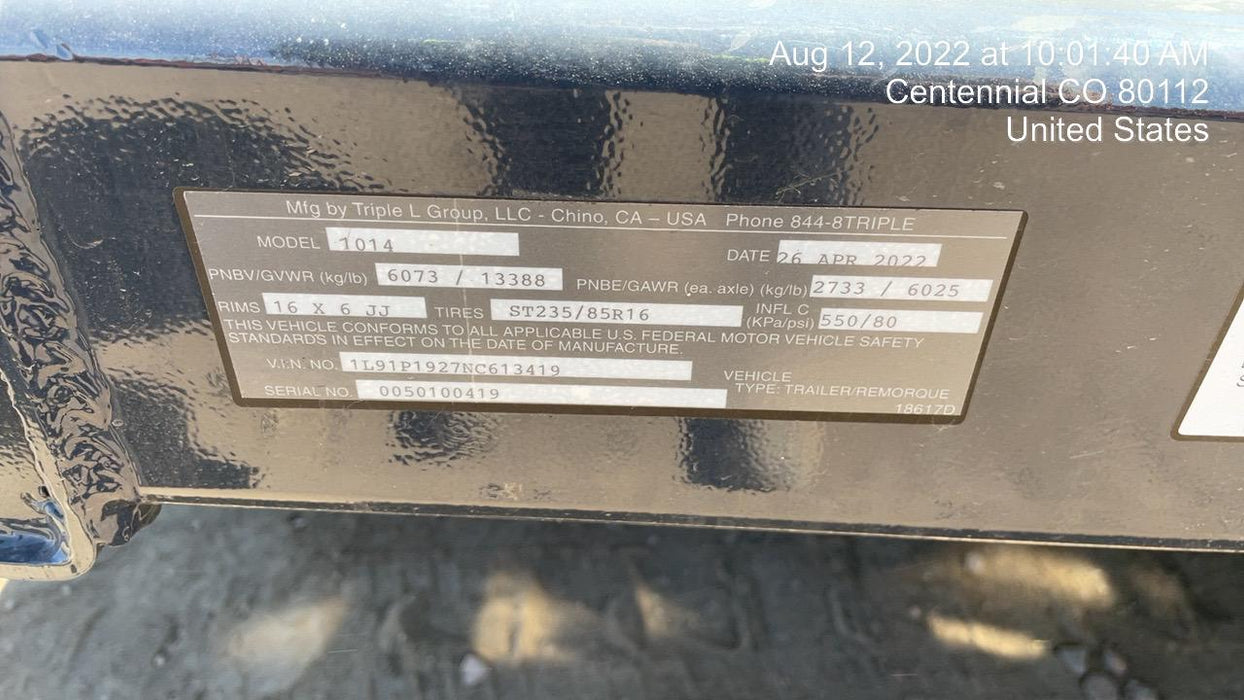 Aug 12, 2022 at 10:01:40 AM
Centennial CO 80112
United States
Mfg by Triple L Group, LLC - Chino, CA – USA Phone 844-8TRIPLE
MODEL 1014 DATE 26 APR 2022
PNBV/GVWR (kg/lb) 6073 / 13388 PNBE/GAWR (ea. axle) (kg/lb) 2733 / 6025
RIMS 16 X 6 JJ TIRES ST235/85R16 INFL C (KPa/psi) 550/80
THIS VEHICLE CONFORMS TO ALL APPLICABLE U.S. FEDERAL MOTOR VEHICLE SAFETY
STANDARDS IN EFFECT ON THE DATE OF MANUFACTURE.
V.I.N. NO. 1L91P1927NC613419
SERIAL NO. 0050100419
VEHICLE
TYPE: TRAILER/REMORQUE
18617D